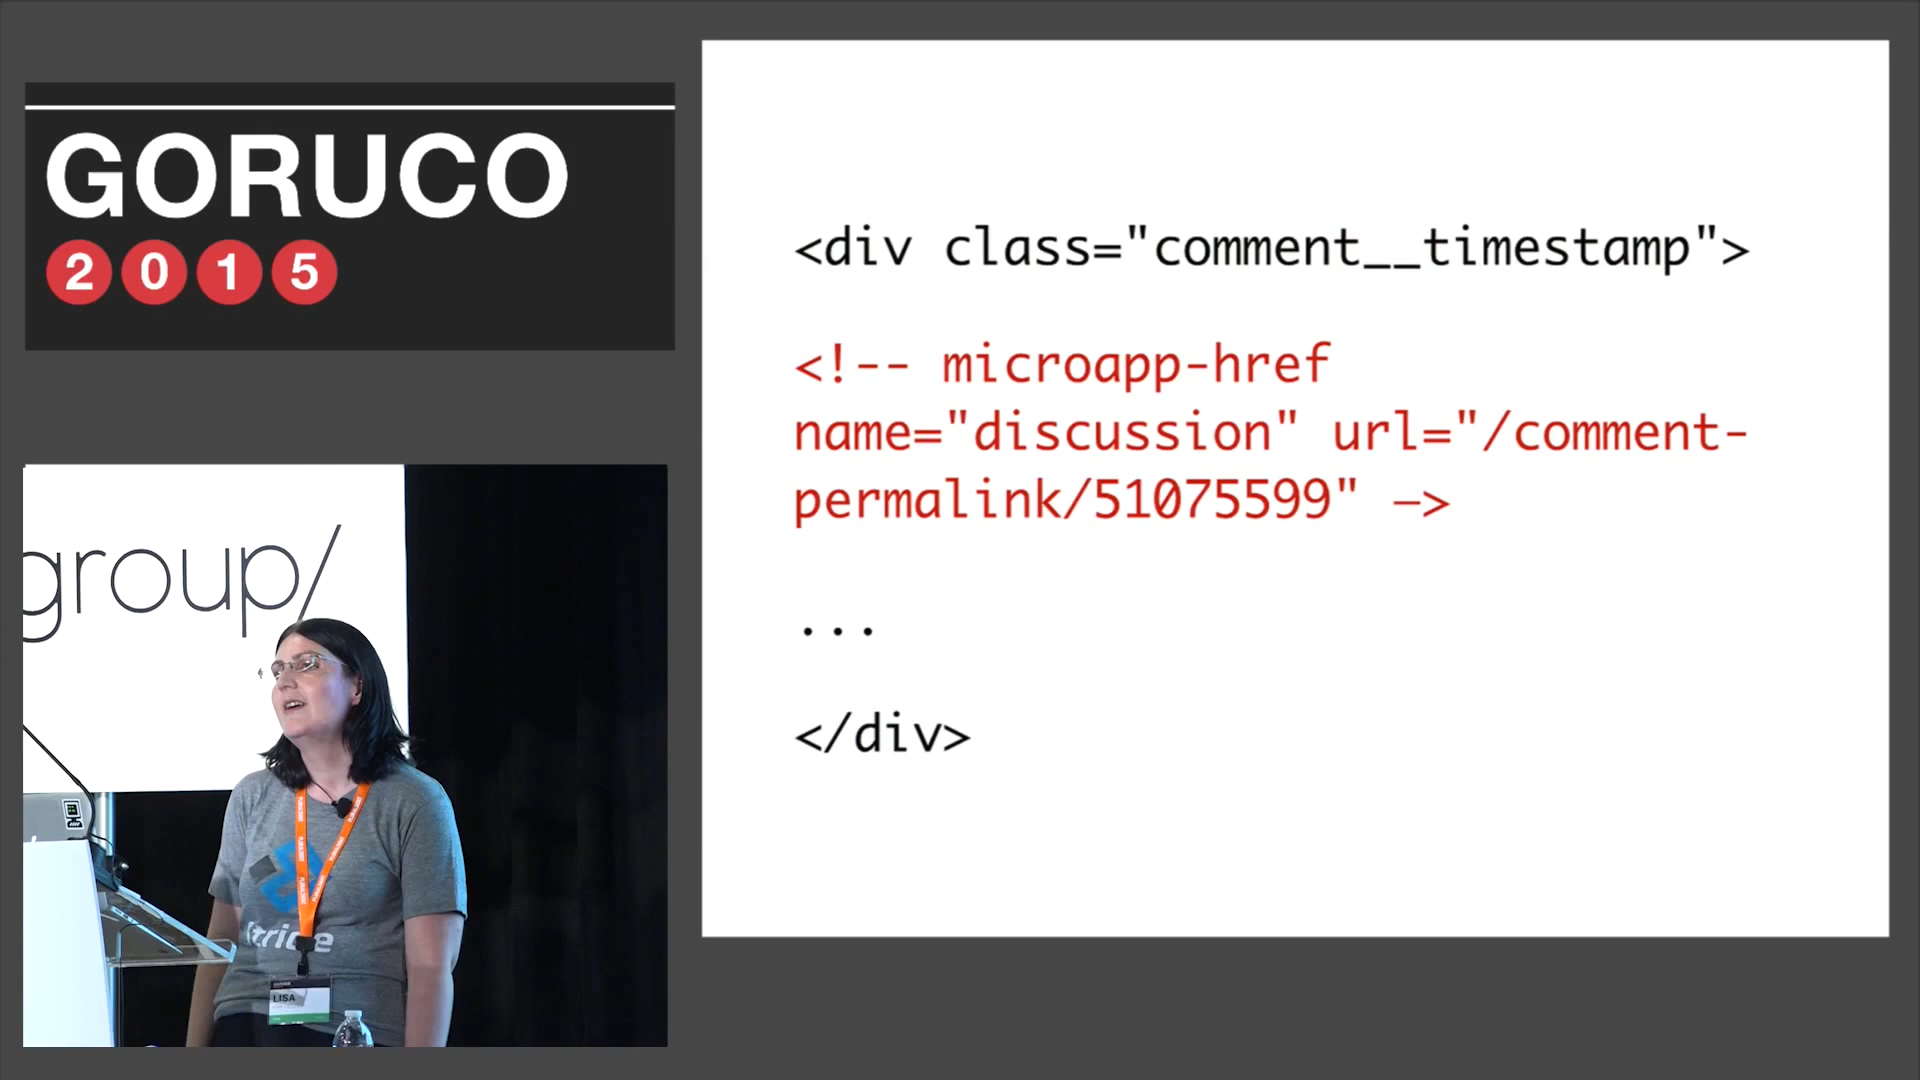 GORUCO
2015
<div class="comment__timestamp">
<!-- microapp-href
name="discussion" url="/comment-
permalink/51075599" —>
...
</div>
group/
LISA